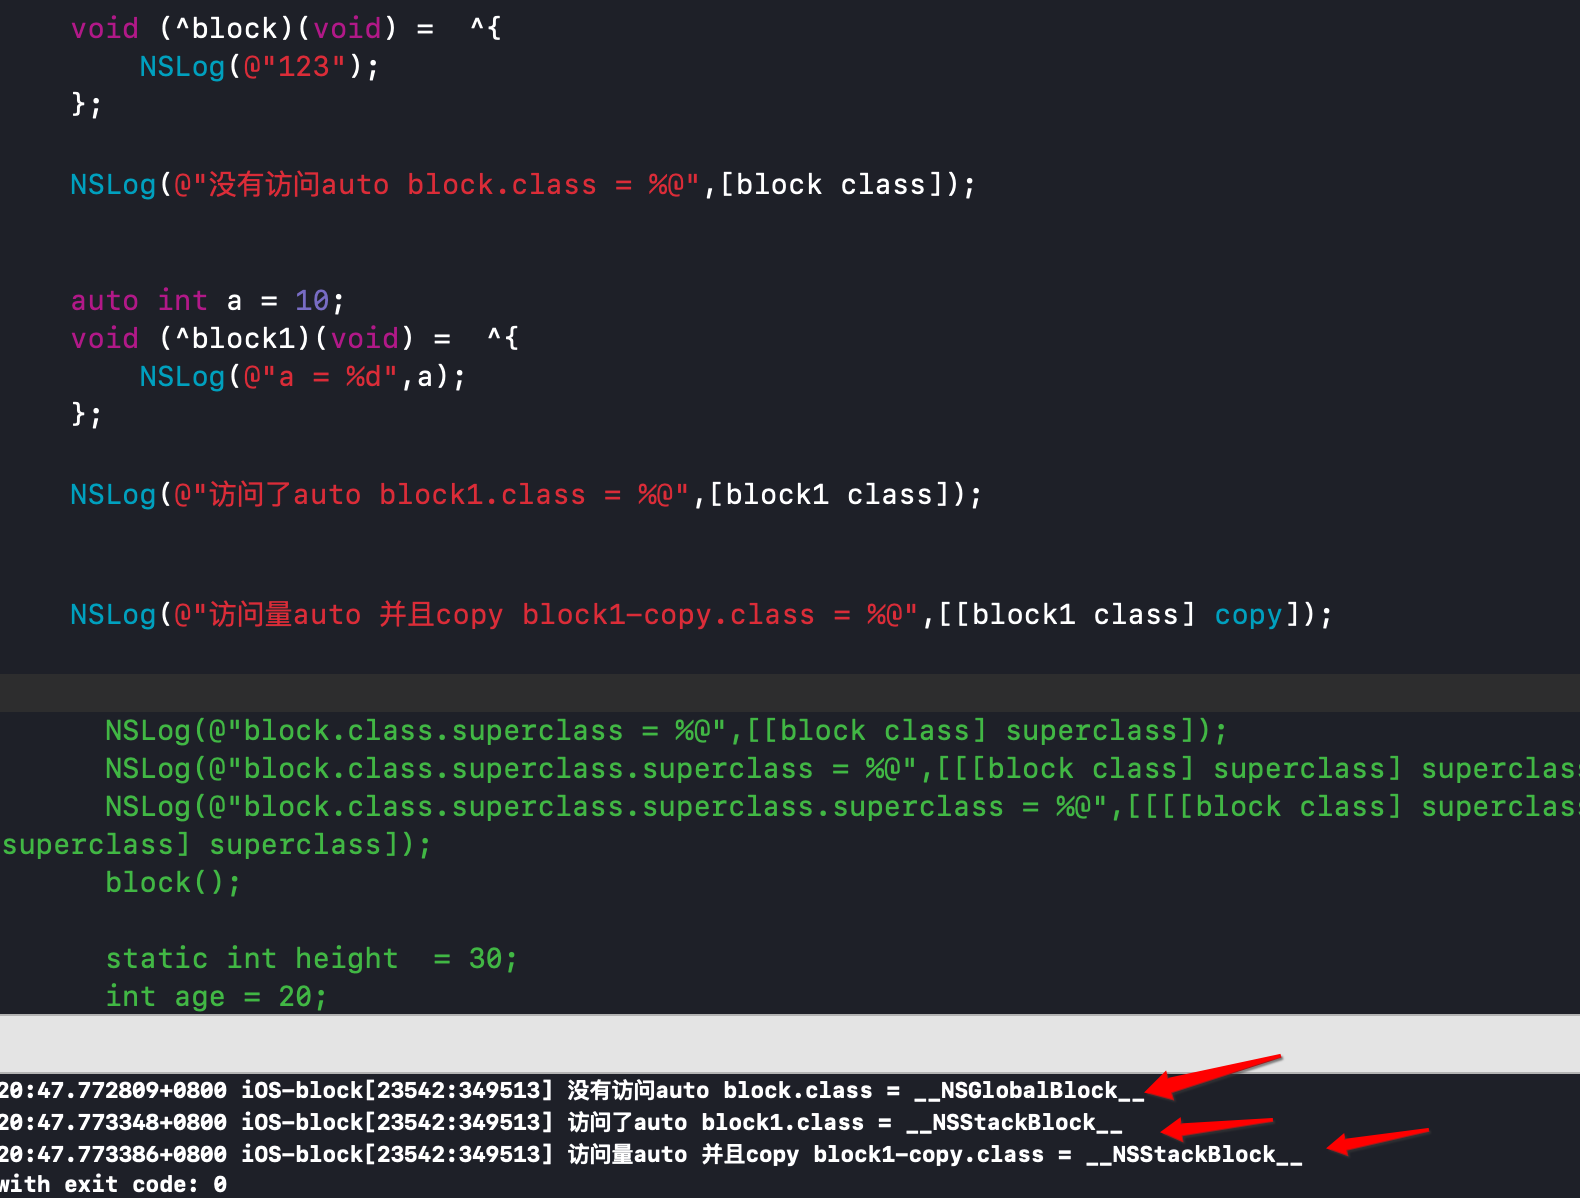 void (^block)(void) =  ^{
NSLog(@"123");
};
NSLog(@"没有访问auto block.class = %@",[block class]);
auto int a = 10;
void (^block1)(void) =  ^{
NSLog(@"a = %d",a);
};
NSLog(@"访问了auto block1.class = %@",[block1 class]);
NSLog(@"访问量auto 并且copy block1-copy.class = %@",[[block1 class] copy]);
NSLog(@"block.class.superclass = %@",[[block class] superclass]);
NSLog(@"block.class.superclass.superclass = %@",[[[block class] superclass] superclas
NSLog(@"block.class.superclass.superclass.superclass = %@",[[[[block class] superclas
superclass] superclass]);
block();
static int height  = 30;
int age = 20;
20:47.772809+0800 iOS-block[23542:349513] 没有访问auto block.class = __NSGlobalBlock__
20:47.773348+0800 iOS-block[23542:349513] 访问了auto block1.class = __NSStackBlock__
20:47.773386+0800 iOS-block[23542:349513] 访问量auto 并且copy block1-copy.class = __NSStackBlock__
with exit code: 0